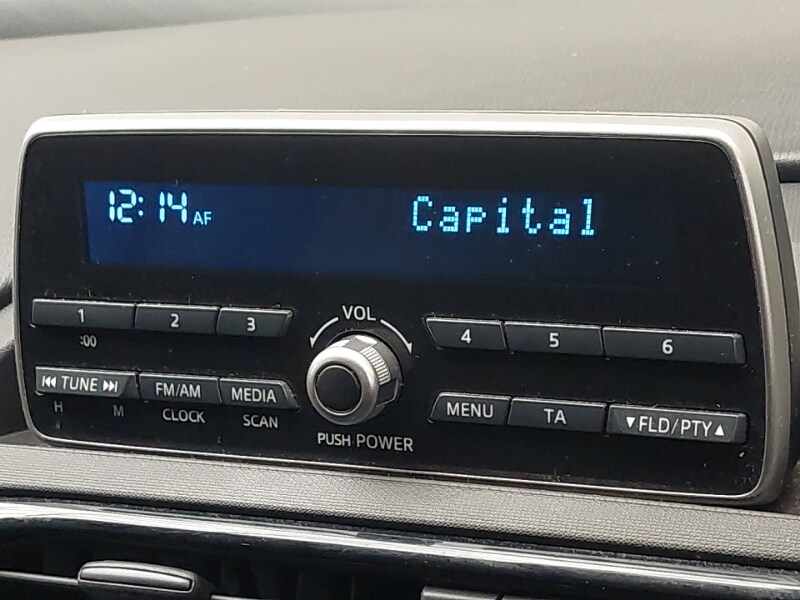 12:14 AF Capital
VOL
1 2 3 4 5 6
:00
⏮ TUNE ⏭ FM/AM MEDIA MENU TA ▼FLD/PTY▲
H M CLOCK SCAN
PUSH POWER